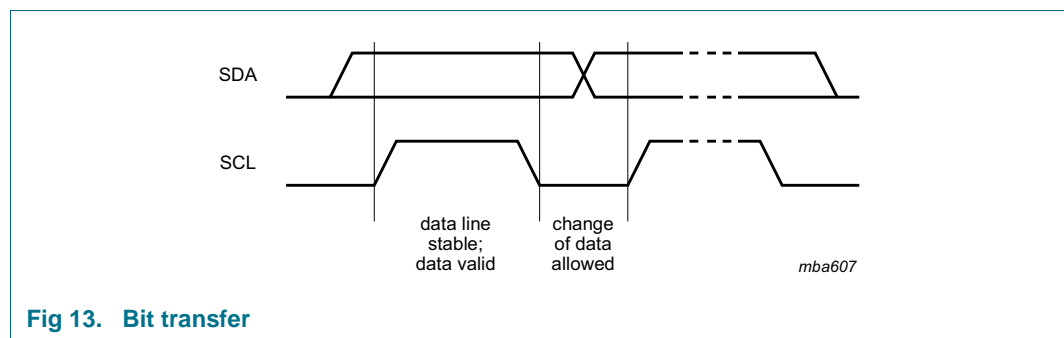 SDA
SCL
data line
stable;
data valid
change
of data
allowed
mba607
Fig 13. Bit transfer